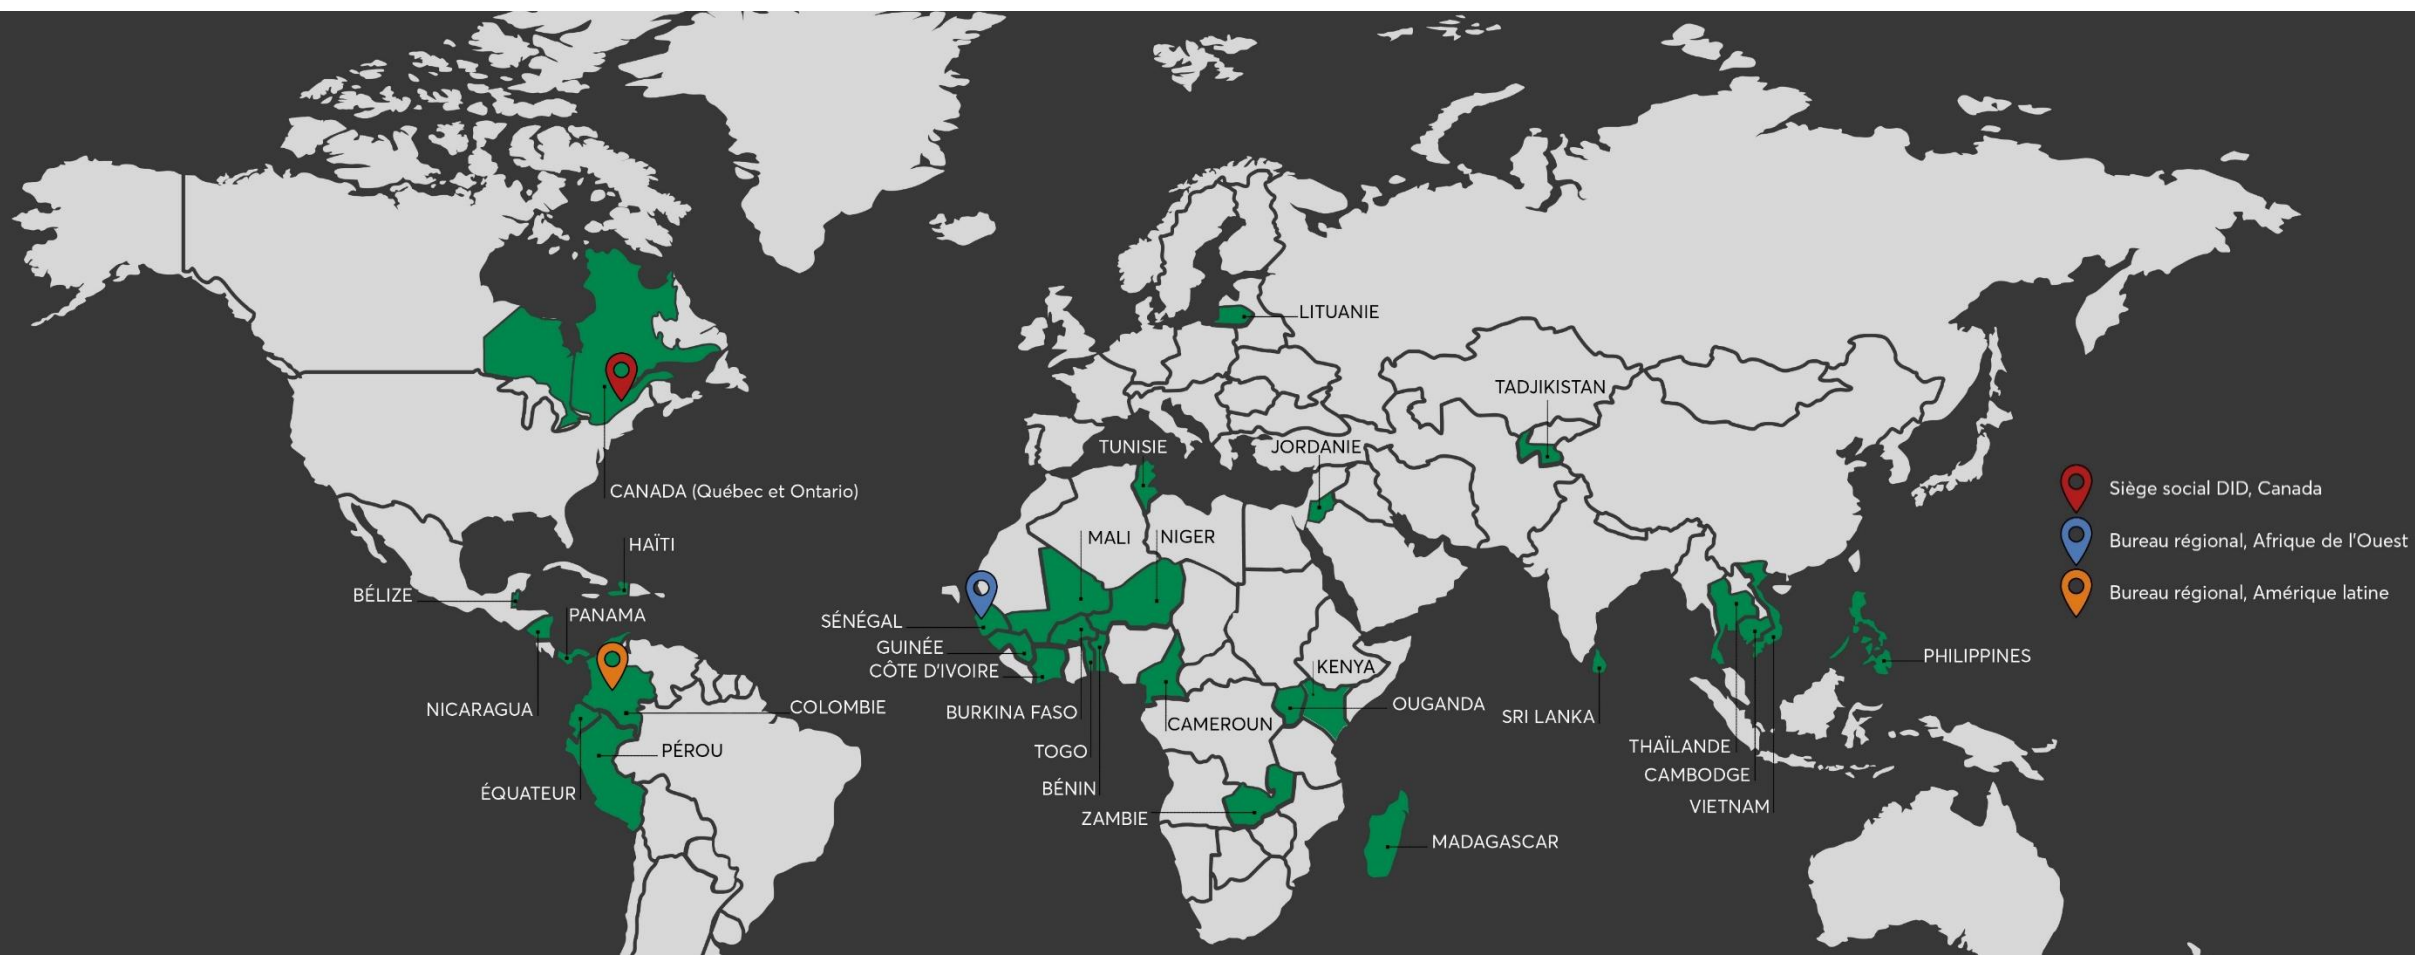 LITUANIE
TADJIKISTAN
TUNISIE
JORDANIE
CANADA (Québec et Ontario)
Siège social DID, Canada
Bureau régional, Afrique de l'Ouest
Bureau régional, Amérique latine
HAÏTI
MALI
NIGER
BÉLIZE
PANAMA
SÉNÉGAL
GUINÉE
CÔTE D'IVOIRE
KENYA
PHILIPPINES
NICARAGUA
COLOMBIE
BURKINA FASO
CAMEROUN
OUGANDA
SRI LANKA
PÉROU
TOGO
THAÏLANDE
ÉQUATEUR
BÉNIN
CAMBODGE
ZAMBIE
VIETNAM
MADAGASCAR